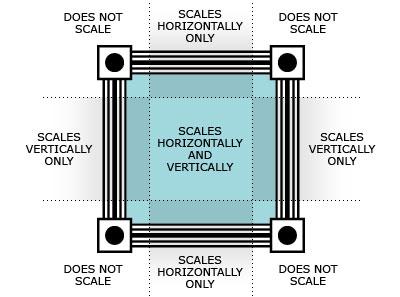 DOES NOT
SCALE
SCALES
HORIZONTALLY
ONLY
DOES NOT
SCALE
SCALES
VERTICALLY
ONLY
SCALES
HORIZONTALLY
AND
VERTICALLY
SCALES
VERTICALLY
ONLY
DOES NOT
SCALE
SCALES
HORIZONTALLY
ONLY
DOES NOT
SCALE